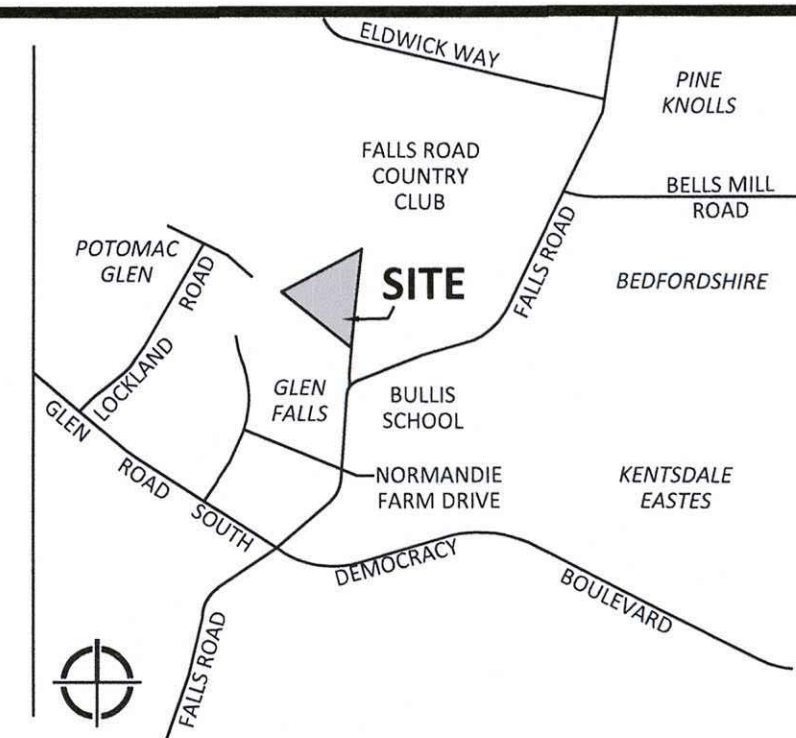 ELDWICK WAY
PINE
KNOLLS
FALLS ROAD
COUNTRY
CLUB
BELLS MILL
ROAD
FALLS ROAD
POTOMAC
GLEN
LOCKLAND ROAD
SITE
BEDFORDSHIRE
GLEN
FALLS
BULLIS
SCHOOL
GLEN ROAD SOUTH
NORMANDIE
FARM DRIVE
KENTSDALE
EASTES
DEMOCRACY BOULEVARD
FALLS ROAD